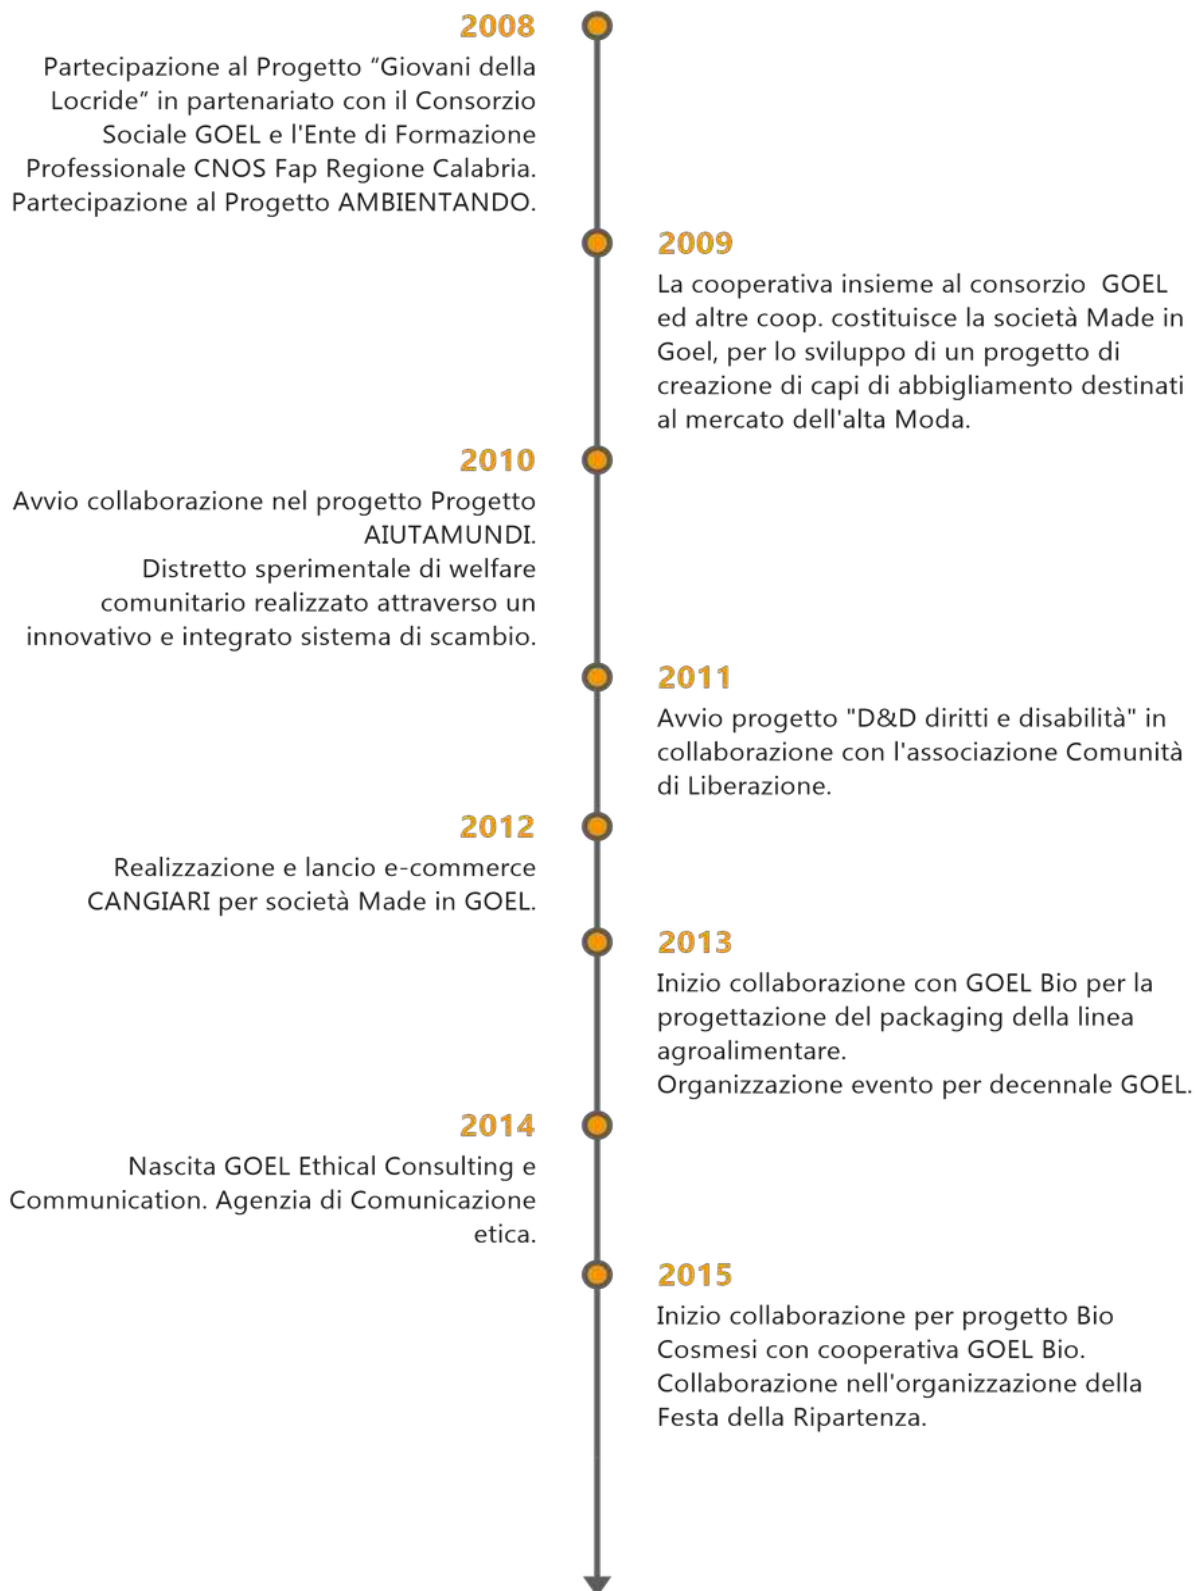 2008
Partecipazione al Progetto “Giovani della
Locride” in partenariato con il Consorzio
Sociale GOEL e l'Ente di Formazione
Professionale CNOS Fap Regione Calabria.
Partecipazione al Progetto AMBIENTANDO.
2009
La cooperativa insieme al consorzio  GOEL
ed altre coop. costituisce la società Made in
Goel, per lo sviluppo di un progetto di
creazione di capi di abbigliamento destinati
al mercato dell'alta Moda.
2010
Avvio collaborazione nel progetto Progetto
AIUTAMUNDI.
Distretto sperimentale di welfare
comunitario realizzato attraverso un
innovativo e integrato sistema di scambio.
2011
Avvio progetto "D&D diritti e disabilità" in
collaborazione con l'associazione Comunità
di Liberazione.
2012
Realizzazione e lancio e-commerce
CANGIARI per società Made in GOEL.
2013
Inizio collaborazione con GOEL Bio per la
progettazione del packaging della linea
agroalimentare.
Organizzazione evento per decennale GOEL.
2014
Nascita GOEL Ethical Consulting e
Communication. Agenzia di Comunicazione
etica.
2015
Inizio collaborazione per progetto Bio
Cosmesi con cooperativa GOEL Bio.
Collaborazione nell'organizzazione della
Festa della Ripartenza.